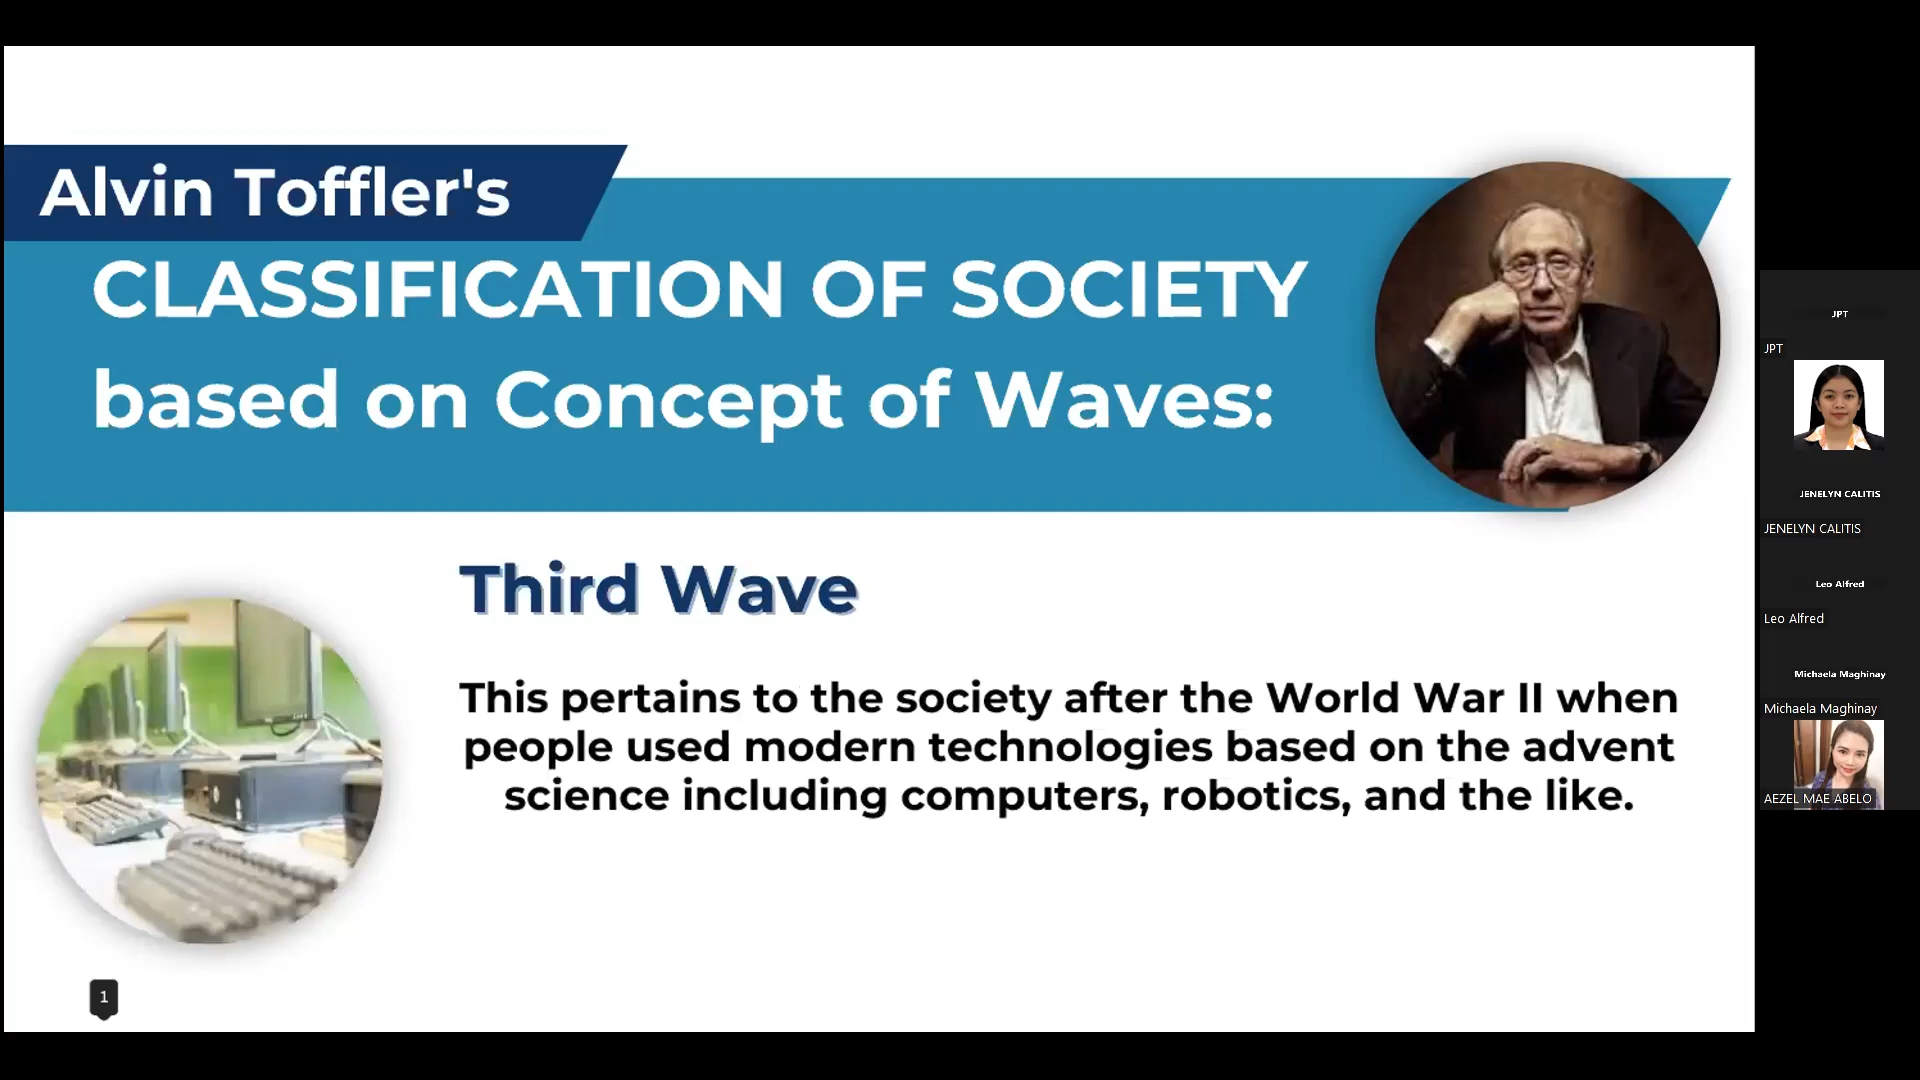 Alvin Toffler's
CLASSIFICATION OF SOCIETY
based on Concept of Waves:
Third Wave
This pertains to the society after the World War II when
people used modern technologies based on the advent
science including computers, robotics, and the like.
1
JPT
JPT
JENELYN CALITIS
JENELYN CALITIS
Leo Alfred
Leo Alfred
Michaela Maghinay
Michaela Maghinay
AEZEL MAE ABELO